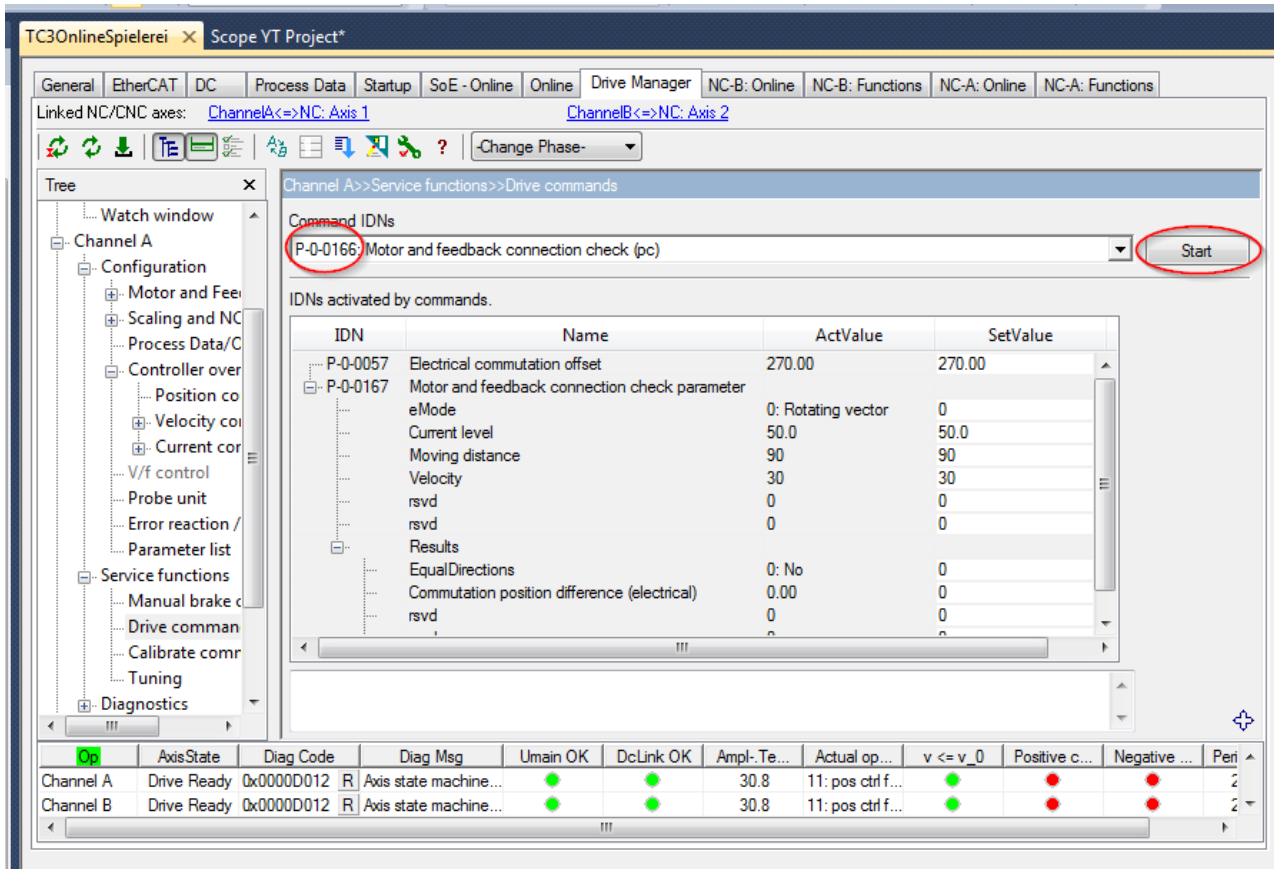 TC3OnlineSpielerei × Scope YT Project*
General EtherCAT DC Process Data Startup SoE - Online Online Drive Manager NC-B: Online NC-B: Functions NC-A: Online NC-A: Functions
Linked NC/CNC axes: ChannelA<=>NC: Axis 1 ChannelB<=>NC: Axis 2
TE ? -Change Phase-
Tree x Channel A>>Service functions>>Drive commands
Watch window
Command IDNs
Channel A
P-0-0166: Motor and feedback connection check (pc) Start
Configuration
Motor and Fee
IDNs activated by commands.
Scaling and NC
IDN Name ActValue SetValue
Process Data/O
P-0-0057 Electrical commutation offset 270.00 270.00
Controller over
P-0-0167 Motor and feedback connection check parameter
Position co
eMode 0: Rotating vector 0
Velocity co
Current level 50.0 50.0
Current cor
Moving distance 90 90
V/f control
Velocity 30 30
Probe unit
rsvd 0 0
Error reaction /
rsvd 0 0
Parameter list
Results
Service functions
EqualDirections 0: No 0
Manual brake c
Commutation position difference (electrical) 0.00 0
Drive comman
rsvd 0 0
Calibrate comr
Tuning
Diagnostics
Op AxisState Diag Code Diag Msg Umain OK DcLink OK Ampl-.Te... Actual op... v <= v_0 Positive c... Negative ... Peri
Channel A Drive Ready 0x0000D012 R Axis state machine... 30.8 11: pos ctrl f... 2
Channel B Drive Ready 0x0000D012 R Axis state machine... 30.8 11: pos ctrl f... 2